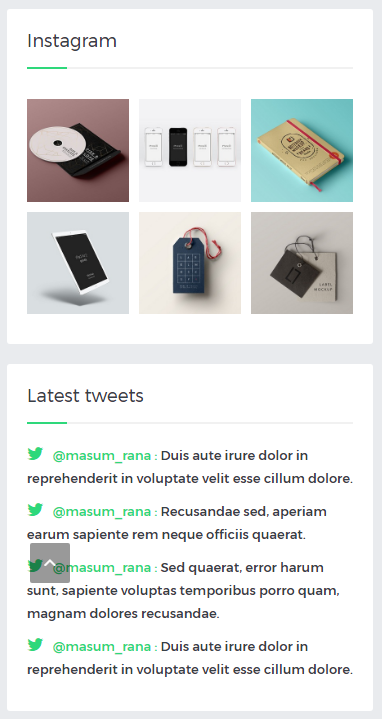 Instagram
Latest tweets
@masum_rana : Duis aute irure dolor in
reprehenderit in voluptate velit esse cillum dolore.
@masum_rana : Recusandae sed, aperiam
earum sapiente rem neque officiis quaerat.
@masum_rana : Sed quaerat, error harum
sunt, sapiente voluptas temporibus porro quam,
magnam dolores recusandae.
@masum_rana : Duis aute irure dolor in
reprehenderit in voluptate velit esse cillum dolore.